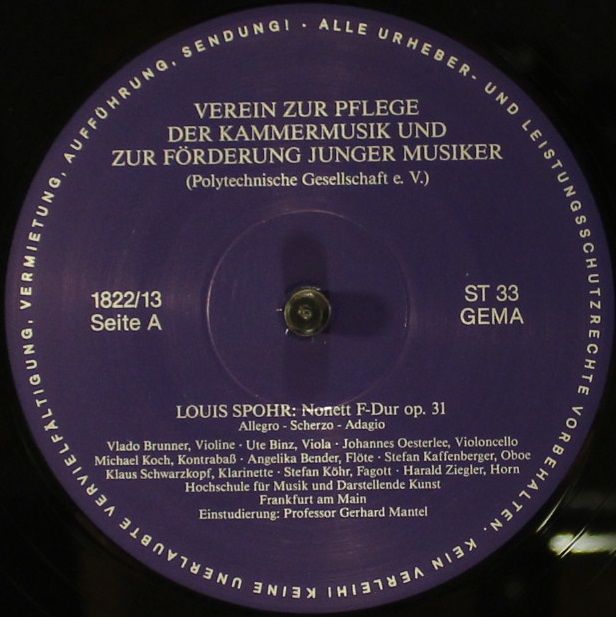 ALLE URHEBER- UND LEISTUNGSSCHUTZRECHTE VORBEHALTEN. KEIN VERLEIH! KEINE UNERLAUBTE VERVIELFÄLTIGUNG, VERMIETUNG, AUFFÜHRUNG, SENDUNG! ·
VEREIN ZUR PFLEGE
DER KAMMERMUSIK UND
ZUR FÖRDERUNG JUNGER MUSIKER
(Polytechnische Gesellschaft e. V.)
1822/13
Seite A
ST 33
GEMA
LOUIS SPOHR: Nonett F-Dur op. 31
Allegro - Scherzo - Adagio
Vlado Brunner, Violine · Ute Binz, Viola · Johannes Oesterlee, Violoncello
Michael Koch, Kontrabaß · Angelika Bender, Flöte · Stefan Kaffenberger, Oboe
Klaus Schwarzkopf, Klarinette · Stefan Köhr, Fagott · Harald Ziegler, Horn
Hochschule für Musik und Darstellende Kunst
Frankfurt am Main
Einstudierung: Professor Gerhard Mantel